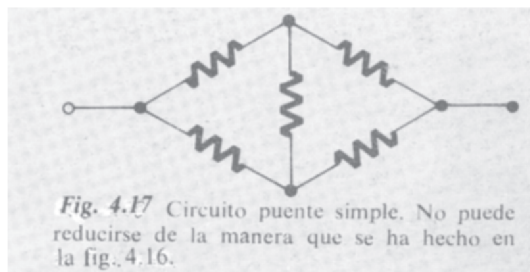 Fig. 4.17 Circuito puente simple. No puede
reducirse de la manera que se ha hecho en
la fig. 4.16.